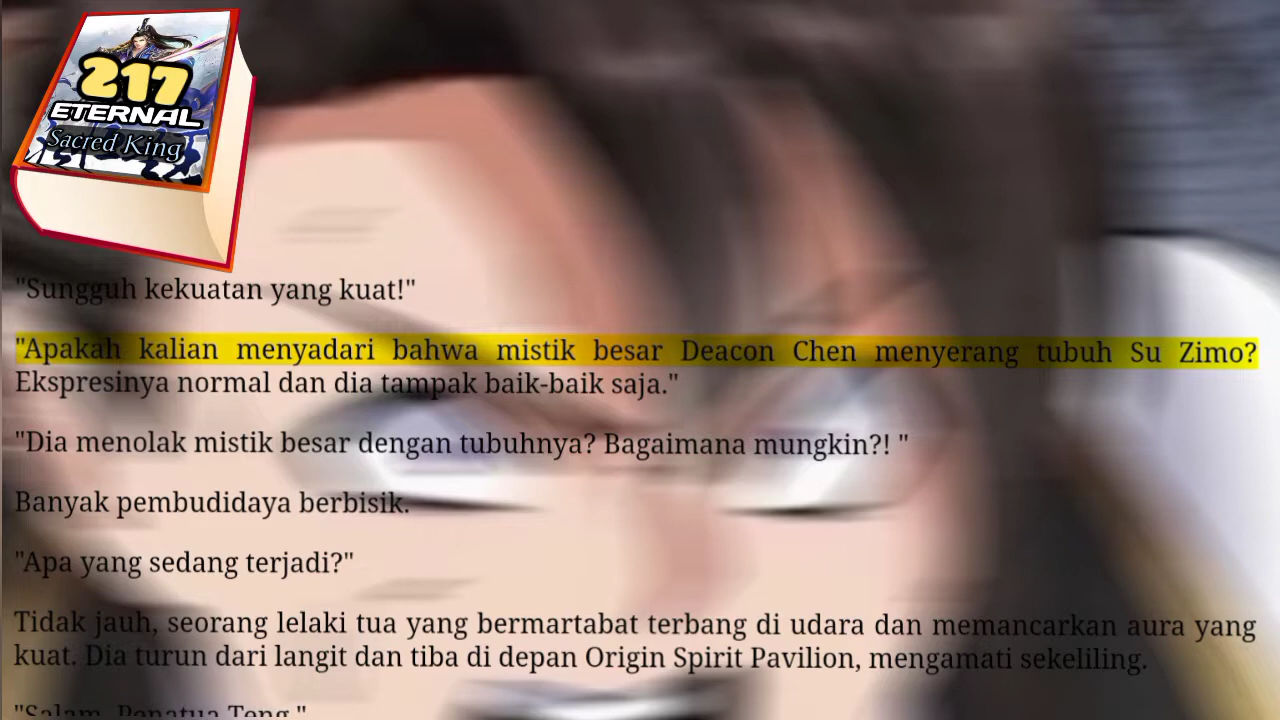 217
ETERNAL
Sacred King
"Sungguh kekuatan yang kuat!"
"Apakah kalian menyadari bahwa mistik besar Deacon Chen menyerang tubuh Su Zimo?
Ekspresinya normal dan dia tampak baik-baik saja."
"Dia menolak mistik besar dengan tubuhnya? Bagaimana mungkin?! "
Banyak pembudidaya berbisik.
"Apa yang sedang terjadi?"
Tidak jauh, seorang lelaki tua yang bermartabat terbang di udara dan memancarkan aura yang
kuat. Dia turun dari langit dan tiba di depan Origin Spirit Pavilion, mengamati sekeliling.
"Salam, Penatua Teng."